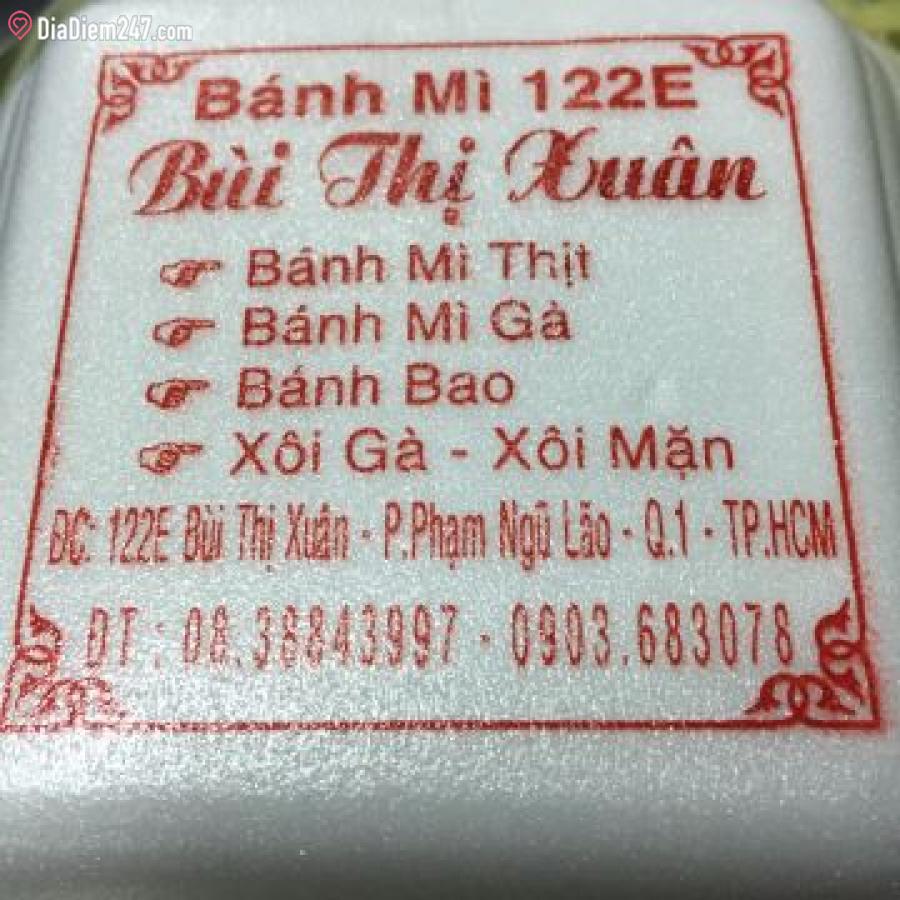 DiaDiem247.com
Bánh Mì 122E
Bùi Thị Xuân
Bánh Mì Thịt
Bánh Mì Gà
Bánh Bao
Xôi Gà - Xôi Mặn
ĐC: 122E Bùi Thị Xuân - P.Phạm Ngũ Lão - Q.1 - TP.HCM
ĐT : 08.38843997 - 0903.683078